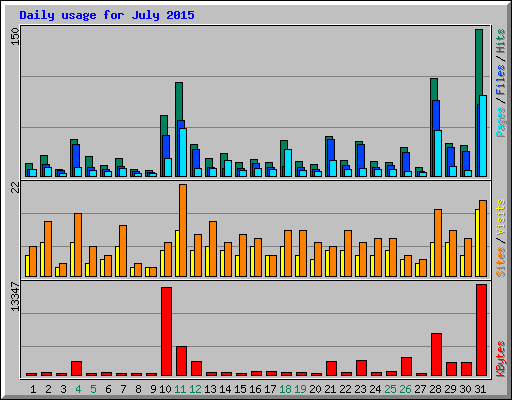 Daily usage for July 2015
150
Pages / Files / Hits
22
Sites / Visits
13347
KBytes
1 2 3 4 5 6 7 8 9 10 11 12 13 14 15 16 17 18 19 20 21 22 23 24 25 26 27 28 29 30 31